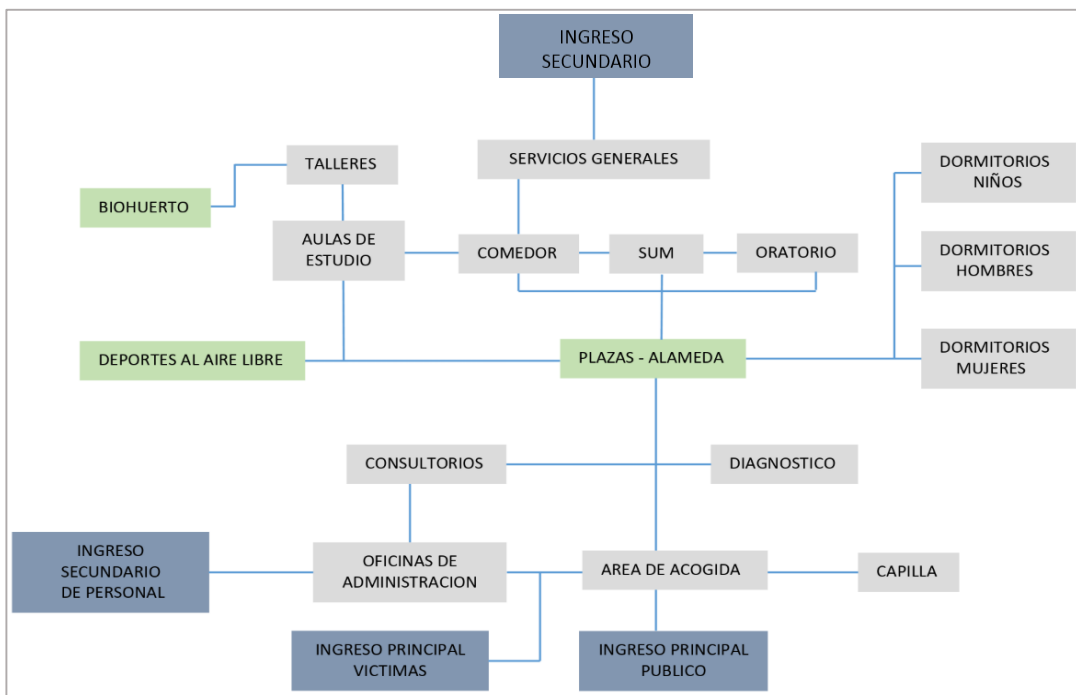 INGRESO
SECUNDARIO
TALLERES
SERVICIOS GENERALES
DORMITORIOS
NIÑOS
BIOHUERTO
AULAS DE
ESTUDIO
COMEDOR
SUM
ORATORIO
DORMITORIOS
HOMBRES
DEPORTES AL AIRE LIBRE
PLAZAS - ALAMEDA
DORMITORIOS
MUJERES
CONSULTORIOS
DIAGNOSTICO
INGRESO
SECUNDARIO
DE PERSONAL
OFICINAS DE
ADMINISTRACION
AREA DE ACOGIDA
CAPILLA
INGRESO PRINCIPAL
VICTIMAS
INGRESO PRINCIPAL
PUBLICO